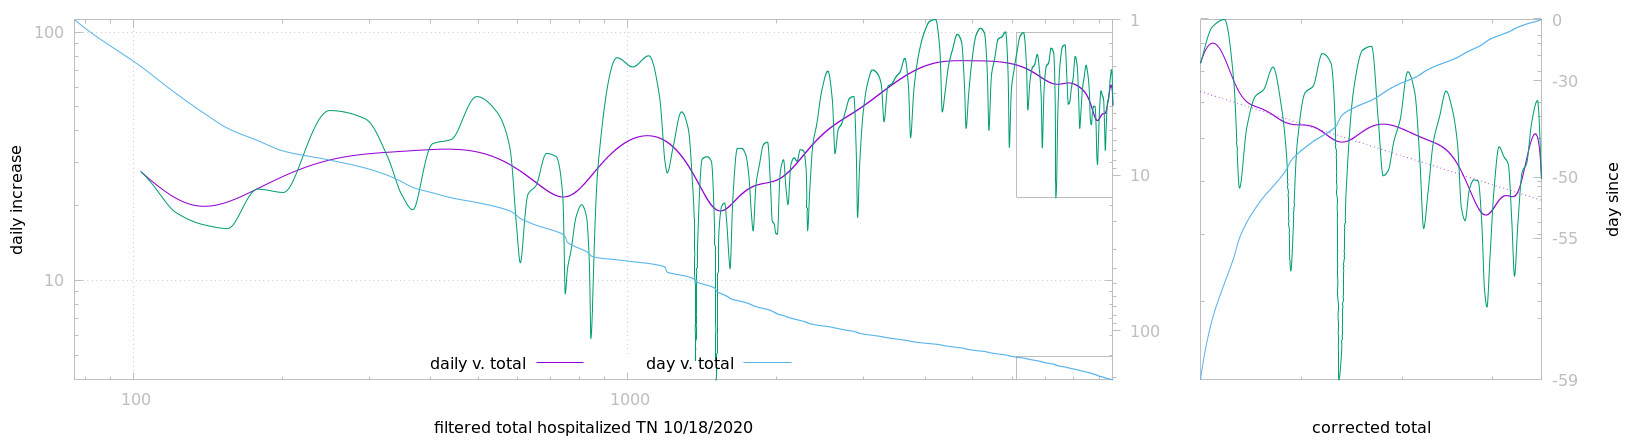 100
10
daily increase
100
1000
filtered total hospitalized TN 10/18/2020
daily v. total
day v. total
1
10
100
0
-30
-50
-55
-59
day since
corrected total